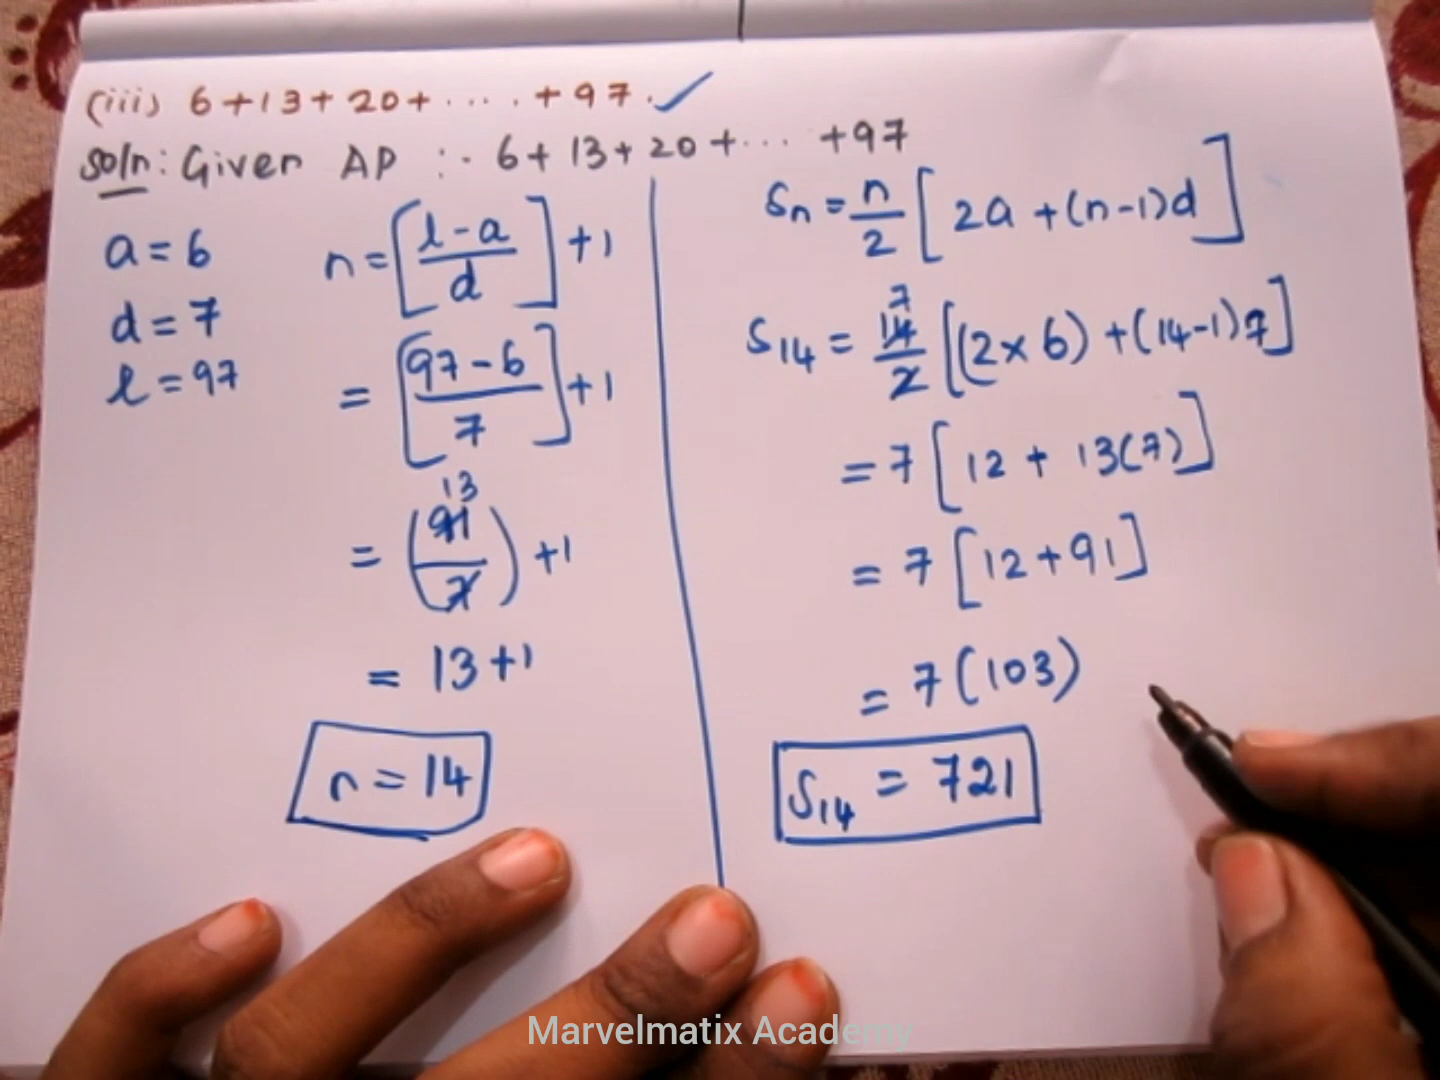 (iii) 6+13+20+....+97.
Soln: Given AP :- 6+13+20+... +97
a=6
d=7
l=97
n=[l-a/d]+1
=[97-6/7]+1
13
=(91/7)+1
=13+1
n=14
Sn=n/2[2a+(n-1)d]
7
S14=14/2[(2×6)+(14-1)7]
=7[12+13(7)]
=7[12+91]
=7(103)
S14=721
Marvelmatix Academy